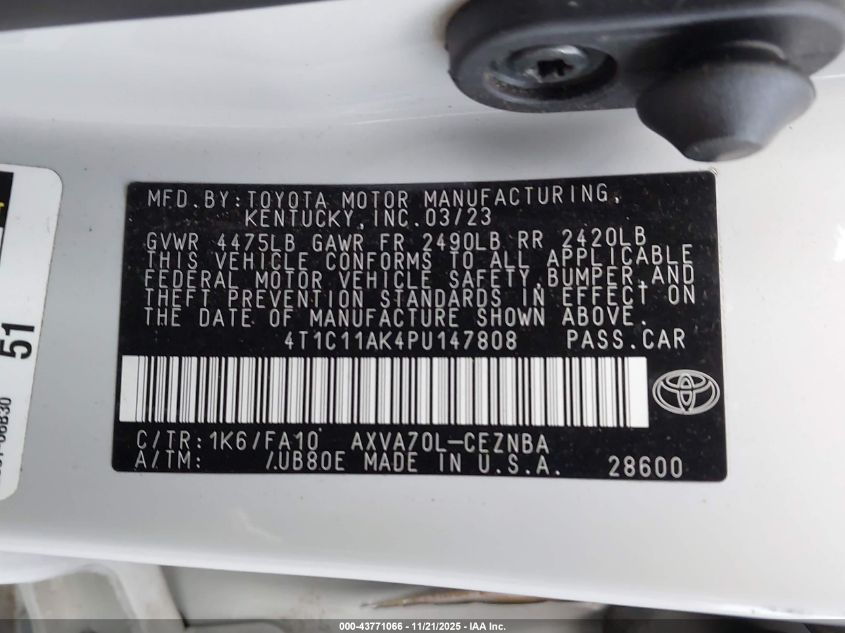 MFD.BY:TOYOTA MOTOR MANUFACTURING,
KENTUCKY,INC.03/23
GVWR 4475LB GAWR FR 2490LB RR 2420LB
THIS VEHICLE CONFORMS TO ALL APPLICABLE
FEDERAL MOTOR VEHICLE SAFETY,BUMPER,AND
THEFT PREVENTION STANDARDS IN EFFECT ON
THE DATE OF MANUFACTURE SHOWN ABOVE.
4T1C11AK4PU147808 PASS.CAR
C/TR:1K6/FA10 AXVA70L-CEZNBA
A/TM: /UB80E MADE IN U.S.A. 28600
51
000-43771066 - 11/21/2025 - IAA Inc.